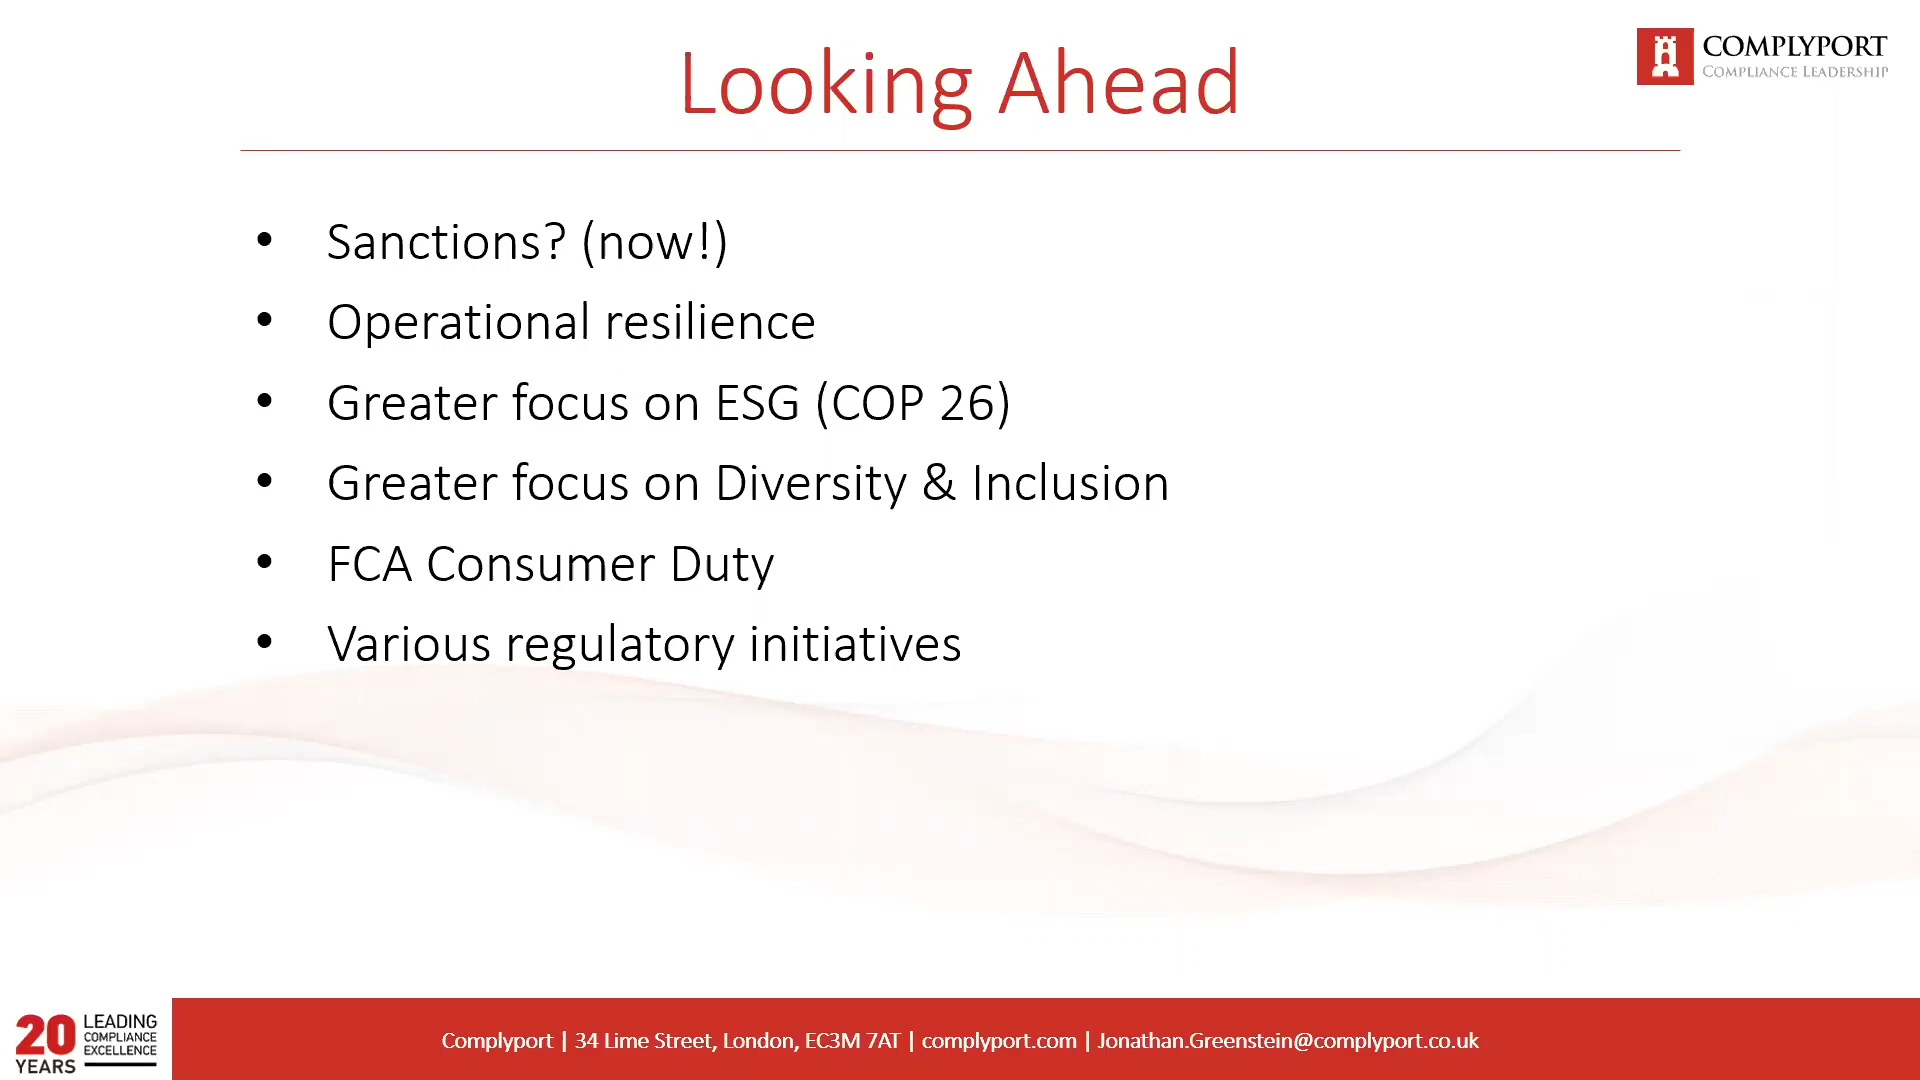 Looking Ahead
COMPLYPORT
COMPLIANCE LEADERSHIP
• Sanctions? (now!)
• Operational resilience
• Greater focus on ESG (COP 26)
• Greater focus on Diversity & Inclusion
• FCA Consumer Duty
• Various regulatory initiatives
20 YEARS
LEADING
COMPLIANCE
EXCELLENCE
Complyport | 34 Lime Street, London, EC3M 7AT | complyport.com | Jonathan.Greenstein@complyport.co.uk